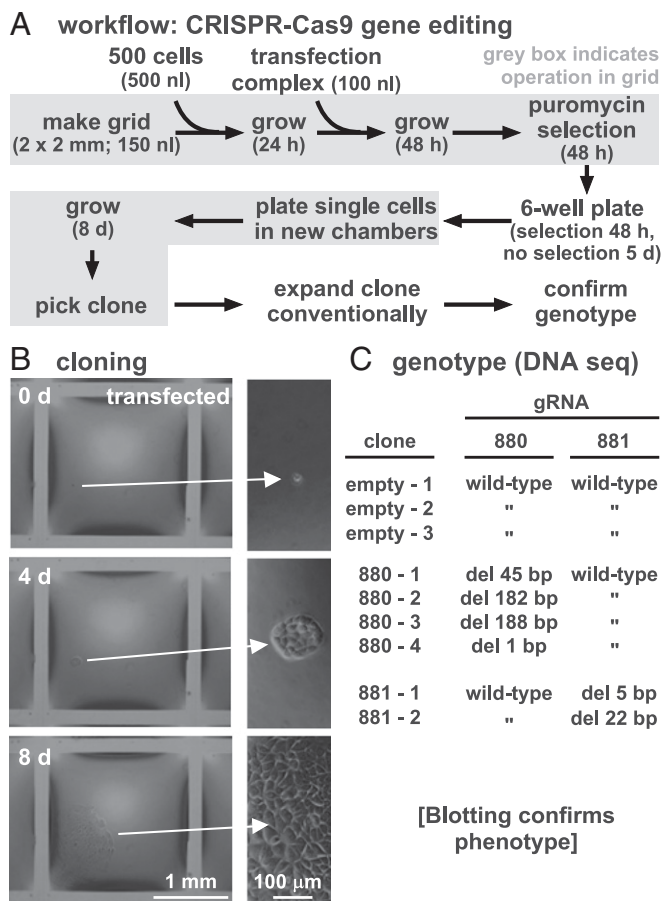 A workflow: CRISPR-Cas9 gene editing
500 cells
(500 nl)
transfection
complex (100 nl)
grey box indicates
operation in grid
make grid
(2 x 2 mm; 150 nl)
grow
(24 h)
grow
(48 h)
puromycin
selection
(48 h)
grow
(8 d)
plate single cells
in new chambers
6-well plate
(selection 48 h,
no selection 5 d)
pick clone
expand clone
conventionally
confirm
genotype
B cloning
0 d transfected
4 d
8 d
1 mm
100 μm
C genotype (DNA seq)
gRNA
clone 880 881
empty - 1 wild-type wild-type
empty - 2 " "
empty - 3 " "
880 - 1 del 45 bp wild-type
880 - 2 del 182 bp "
880 - 3 del 188 bp "
880 - 4 del 1 bp "
881 - 1 wild-type del 5 bp
881 - 2 " del 22 bp
[Blotting confirms
phenotype]